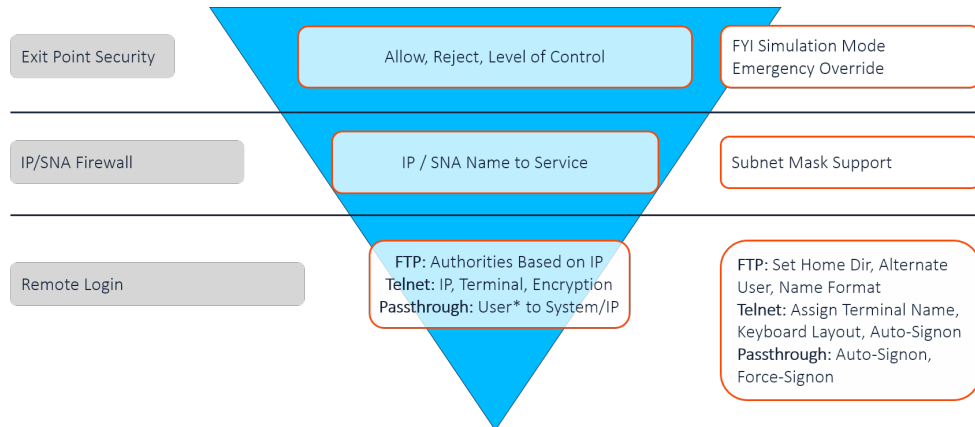 Exit Point Security
Allow, Reject, Level of Control
FYI Simulation Mode
Emergency Override
IP/SNA Firewall
IP / SNA Name to Service
Subnet Mask Support
Remote Login
FTP: Authorities Based on IP
Telnet: IP, Terminal, Encryption
Passthrough: User* to System/IP
FTP: Set Home Dir, Alternate
User, Name Format
Telnet: Assign Terminal Name,
Keyboard Layout, Auto-Signon
Passthrough: Auto-Signon,
Force-Signon